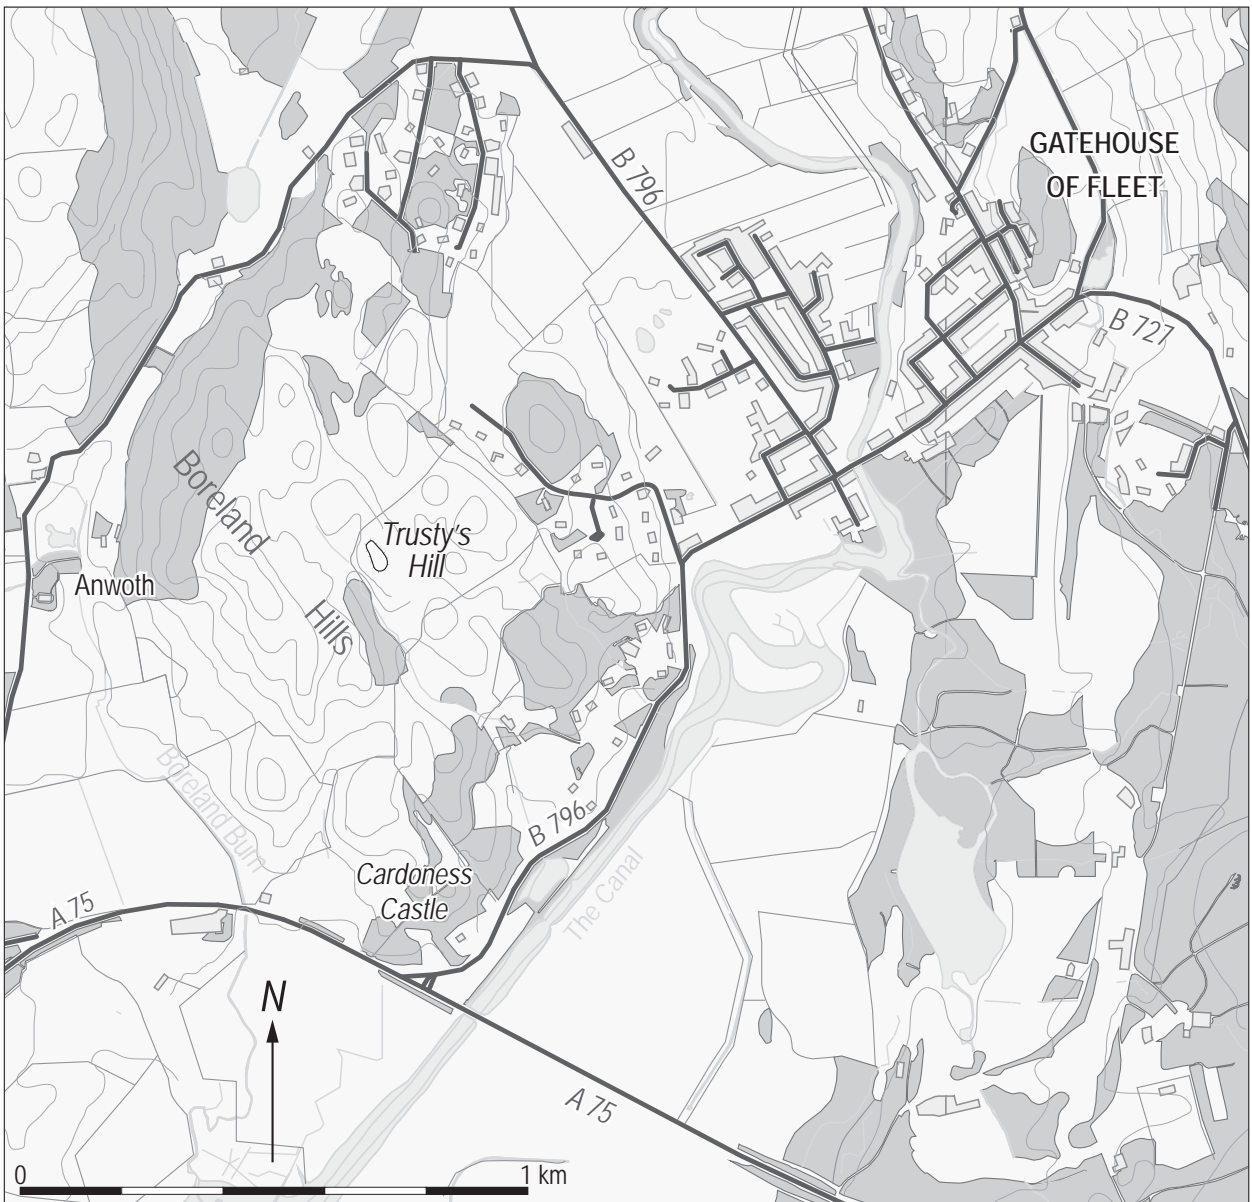 GATEHOUSE
OF FLEET
B 796
B 727
Boreland
Hills
Trusty's
Hill
Anwoth
Boreland Burn
B 796
Cardoness
Castle
The Canal
A 75
N
A 75
0
1 km